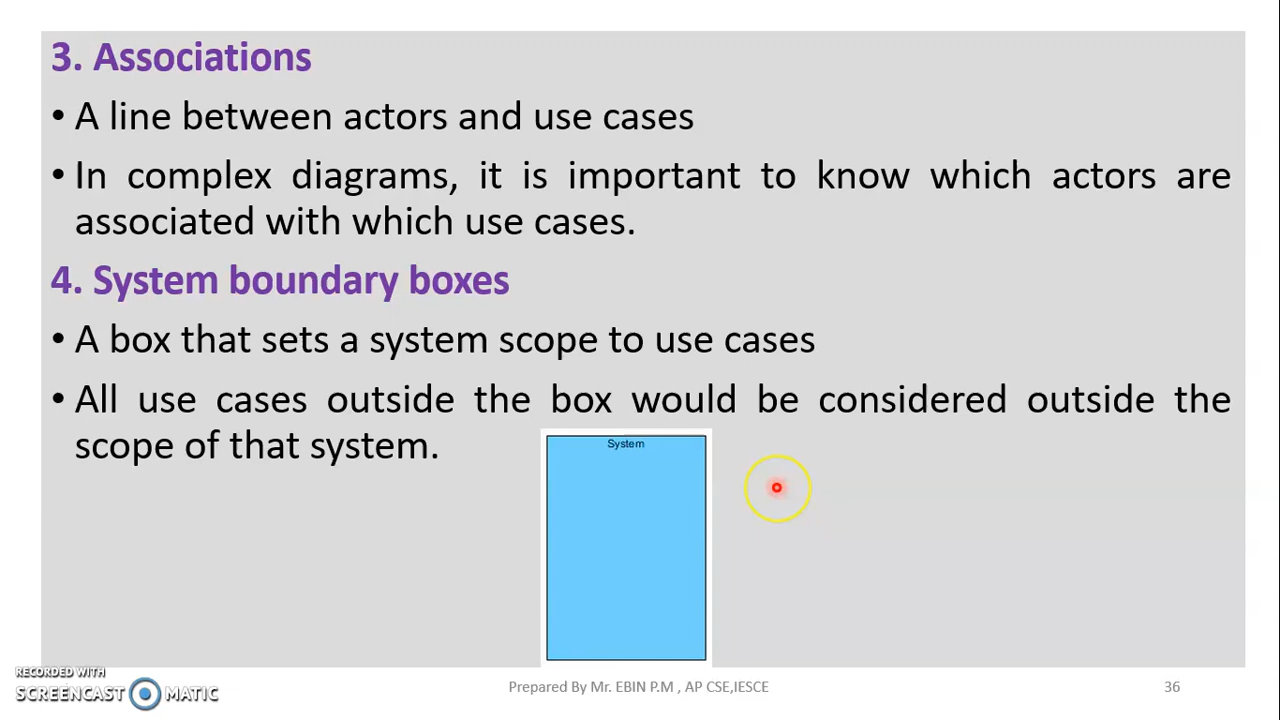 3. Associations
• A line between actors and use cases
• In complex diagrams, it is important to know which actors are
associated with which use cases.
4. System boundary boxes
• A box that sets a system scope to use cases
• All use cases outside the box would be considered outside the
scope of that system.
System
RECORDED WITH
SCREENCAST MATIC
Prepared By Mr. EBIN P.M , AP CSE,IESCE
36